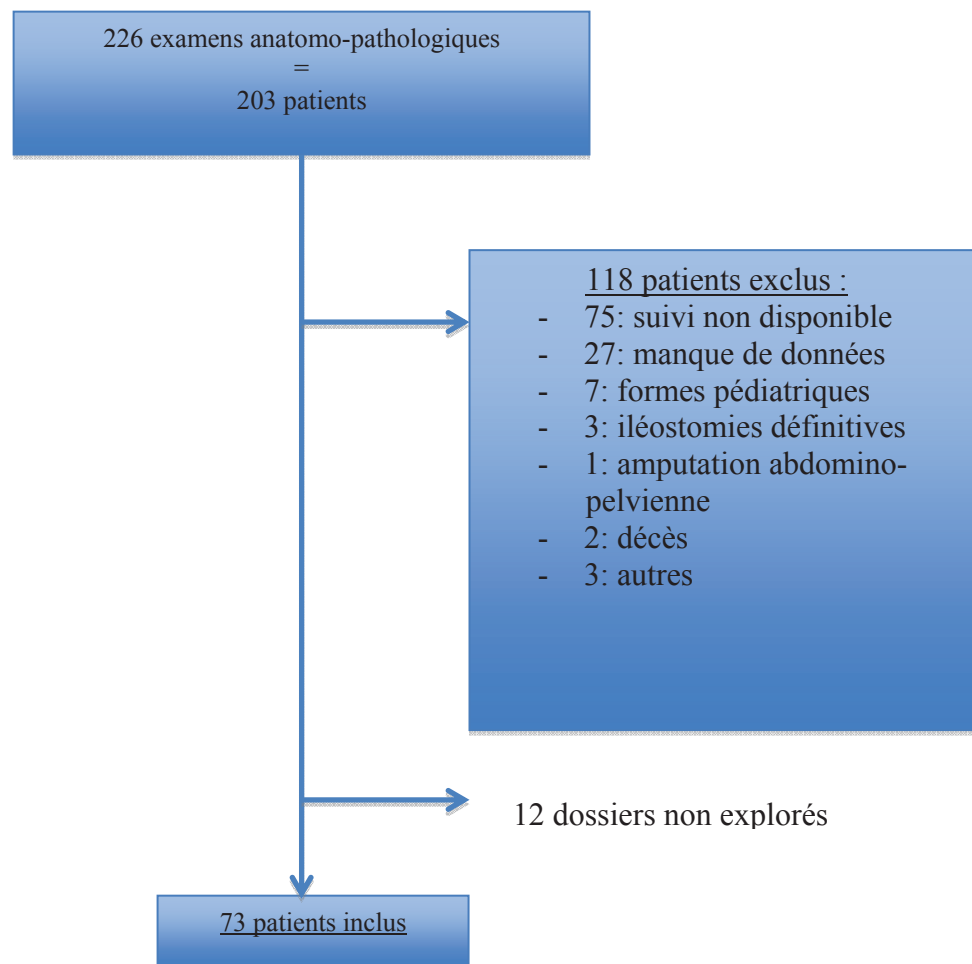 226 examens anatomo-pathologiques
=
203 patients
118 patients exclus :
- 75: suivi non disponible
- 27: manque de données
- 7: formes pédiatriques
- 3: iléostomies définitives
- 1: amputation abdomino-
pelvienne
- 2: décès
- 3: autres
12 dossiers non explorés
73 patients inclus